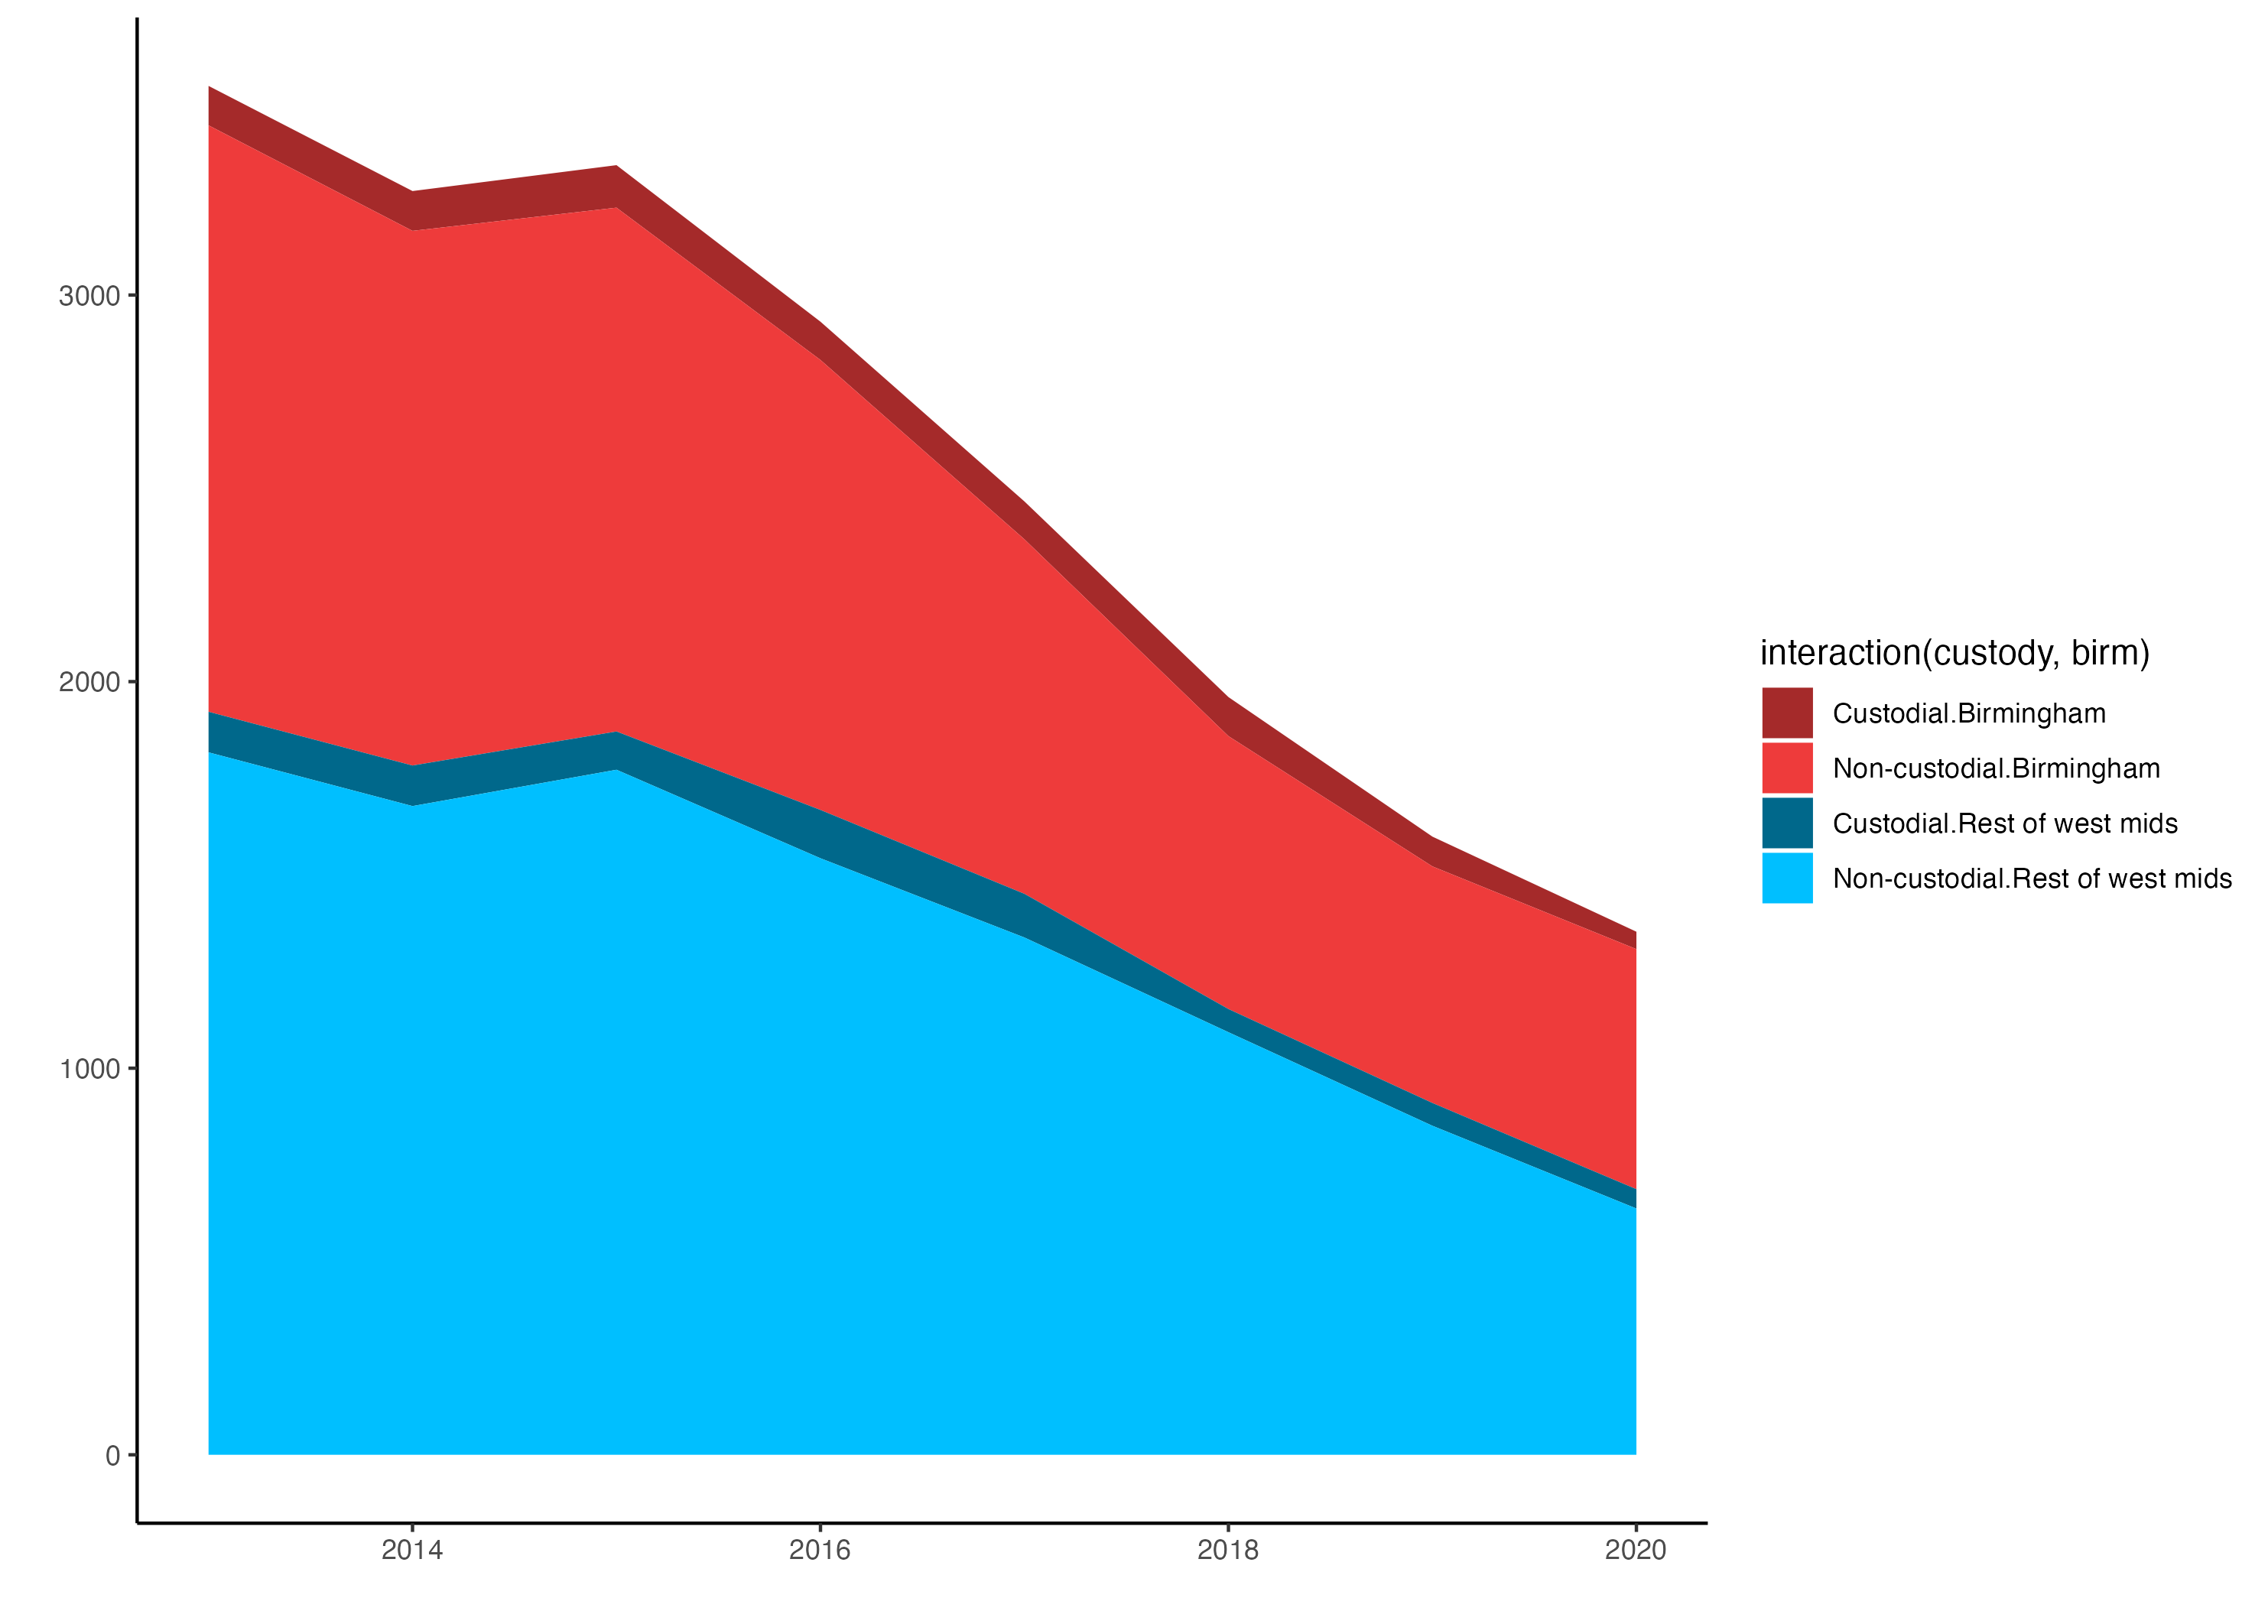 3000
2000
1000
0
2014
2016
2018
2020
interaction(custody, birm)
Custodial.Birmingham
Non-custodial.Birmingham
Custodial.Rest of west mids
Non-custodial.Rest of west mids